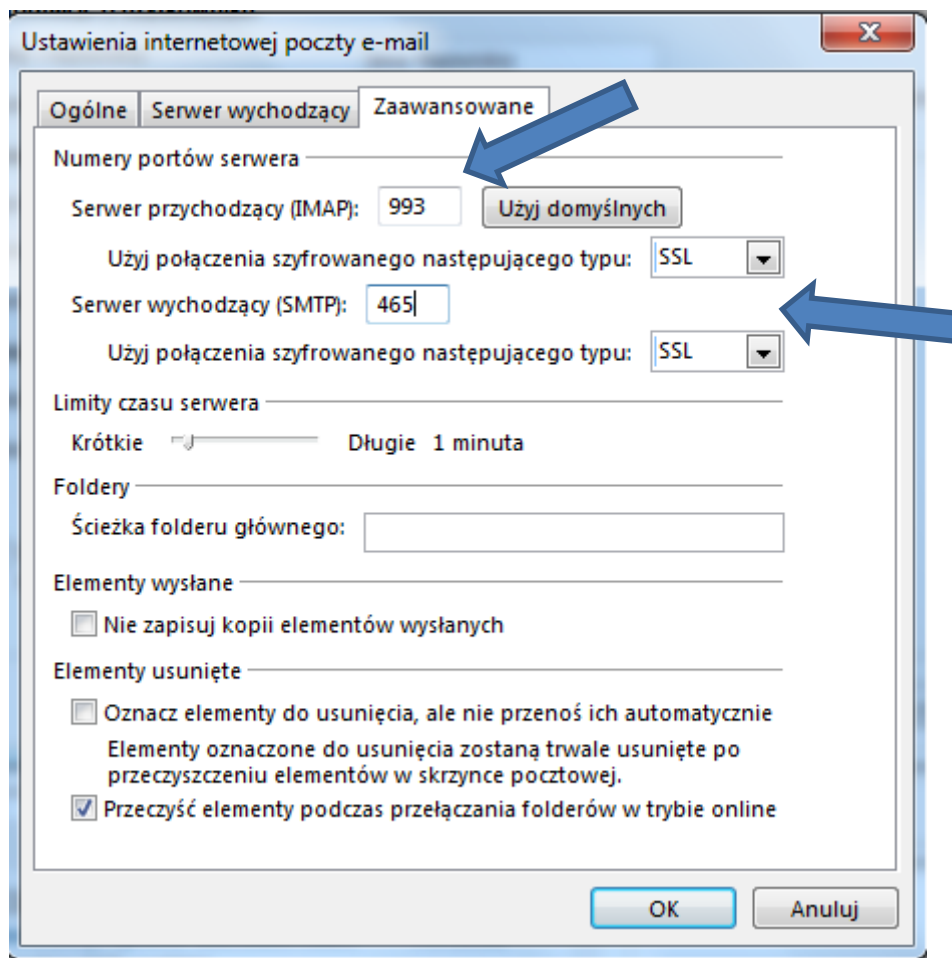 Ustawienia internetowej poczty e-mail
Ogólne Serwer wychodzący Zaawansowane
Numery portów serwera
Serwer przychodzący (IMAP): 993 Użyj domyślnych
Użyj połączenia szyfrowanego następującego typu: SSL
Serwer wychodzący (SMTP): 465
Użyj połączenia szyfrowanego następującego typu: SSL
Limity czasu serwera
Krótkie Długie 1 minuta
Foldery
Ścieżka folderu głównego:
Elementy wysłane
Nie zapisuj kopii elementów wysłanych
Elementy usunięte
Oznacz elementy do usunięcia, ale nie przenoś ich automatycznie
Elementy oznaczone do usunięcia zostaną trwale usunięte po
przeczyszczeniu elementów w skrzynce pocztowej.
Przeczyść elementy podczas przełączania folderów w trybie online
OK Anuluj